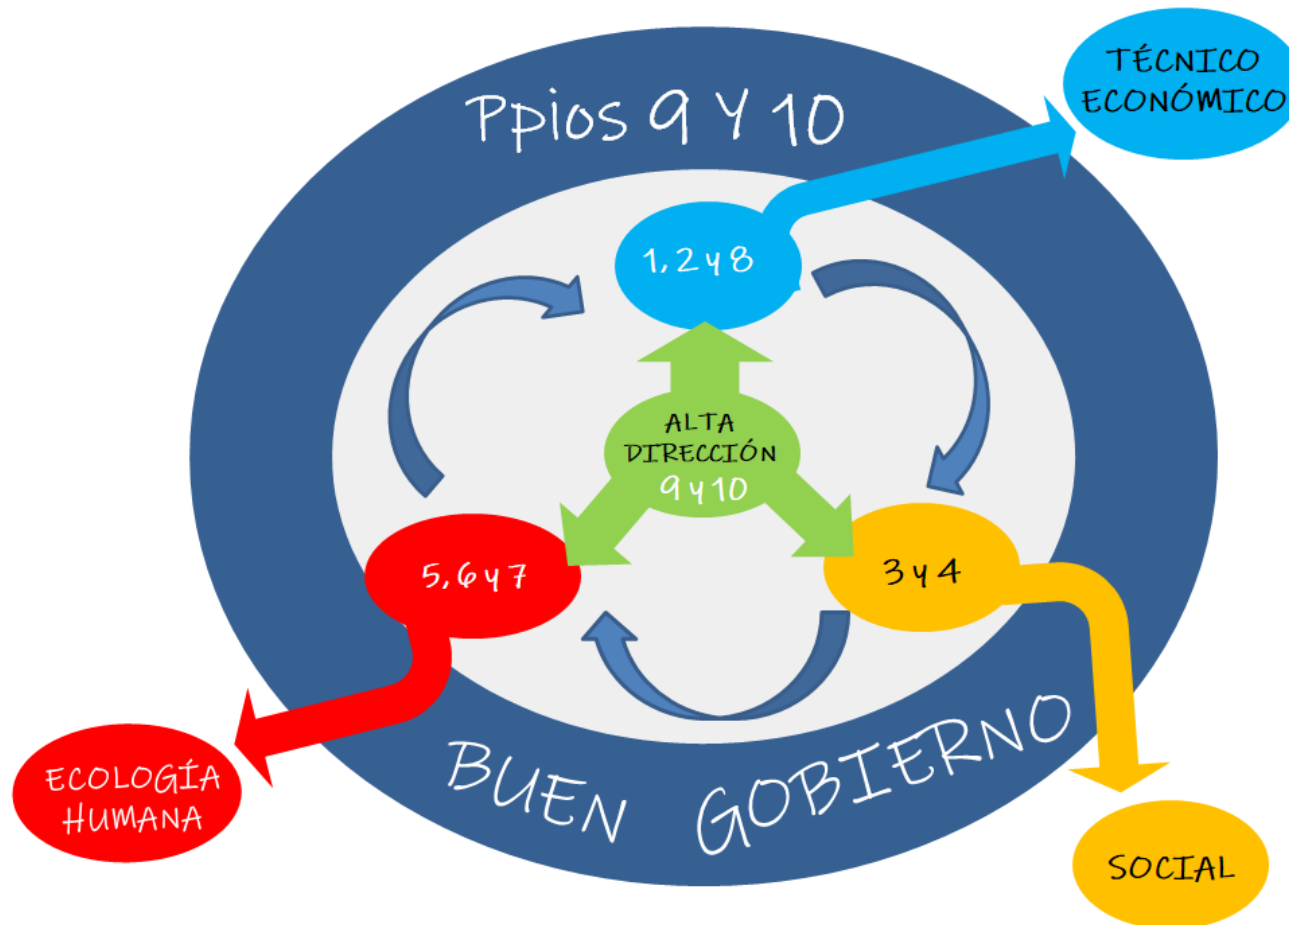 TÉCNICO
ECONÓMICO
Ppios 9 Y 10
1, 2 y 8
ALTA
DIRECCIÓN
9 y 10
5, 6 y 7
3 y 4
BUEN GOBIERNO
ECOLOGÍA
HUMANA
SOCIAL